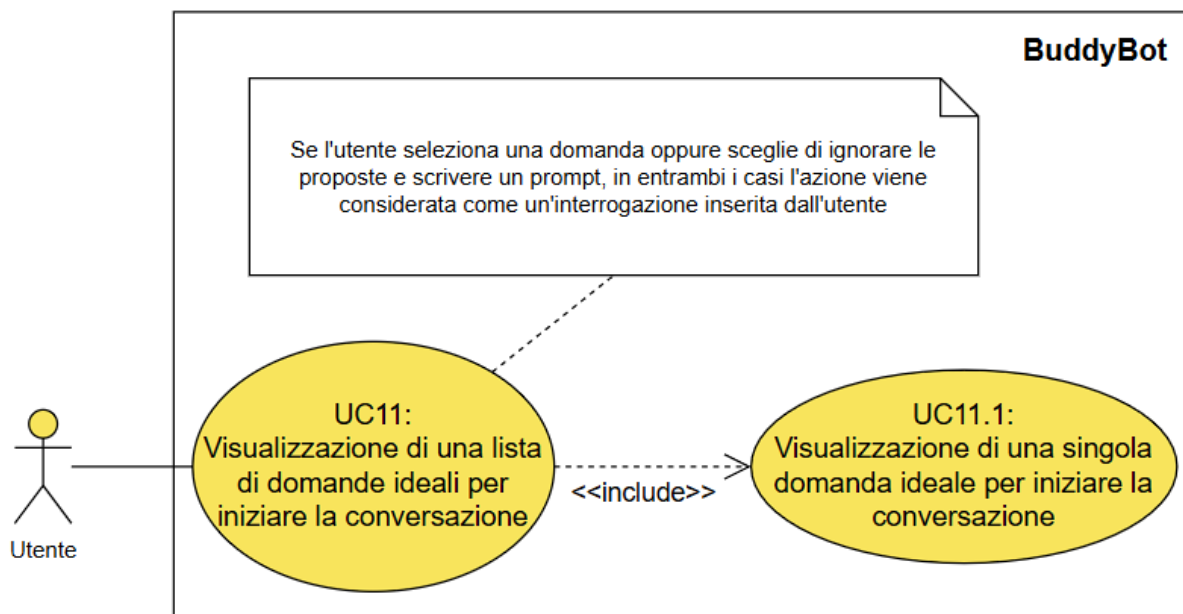 BuddyBot
Se l'utente seleziona una domanda oppure sceglie di ignorare le
proposte e scrivere un prompt, in entrambi i casi l'azione viene
considerata come un'interrogazione inserita dall'utente
UC11:
Visualizzazione di una lista
di domande ideali per
iniziare la conversazione
<<include>>
UC11.1:
Visualizzazione di una singola
domanda ideale per iniziare la
conversazione
Utente